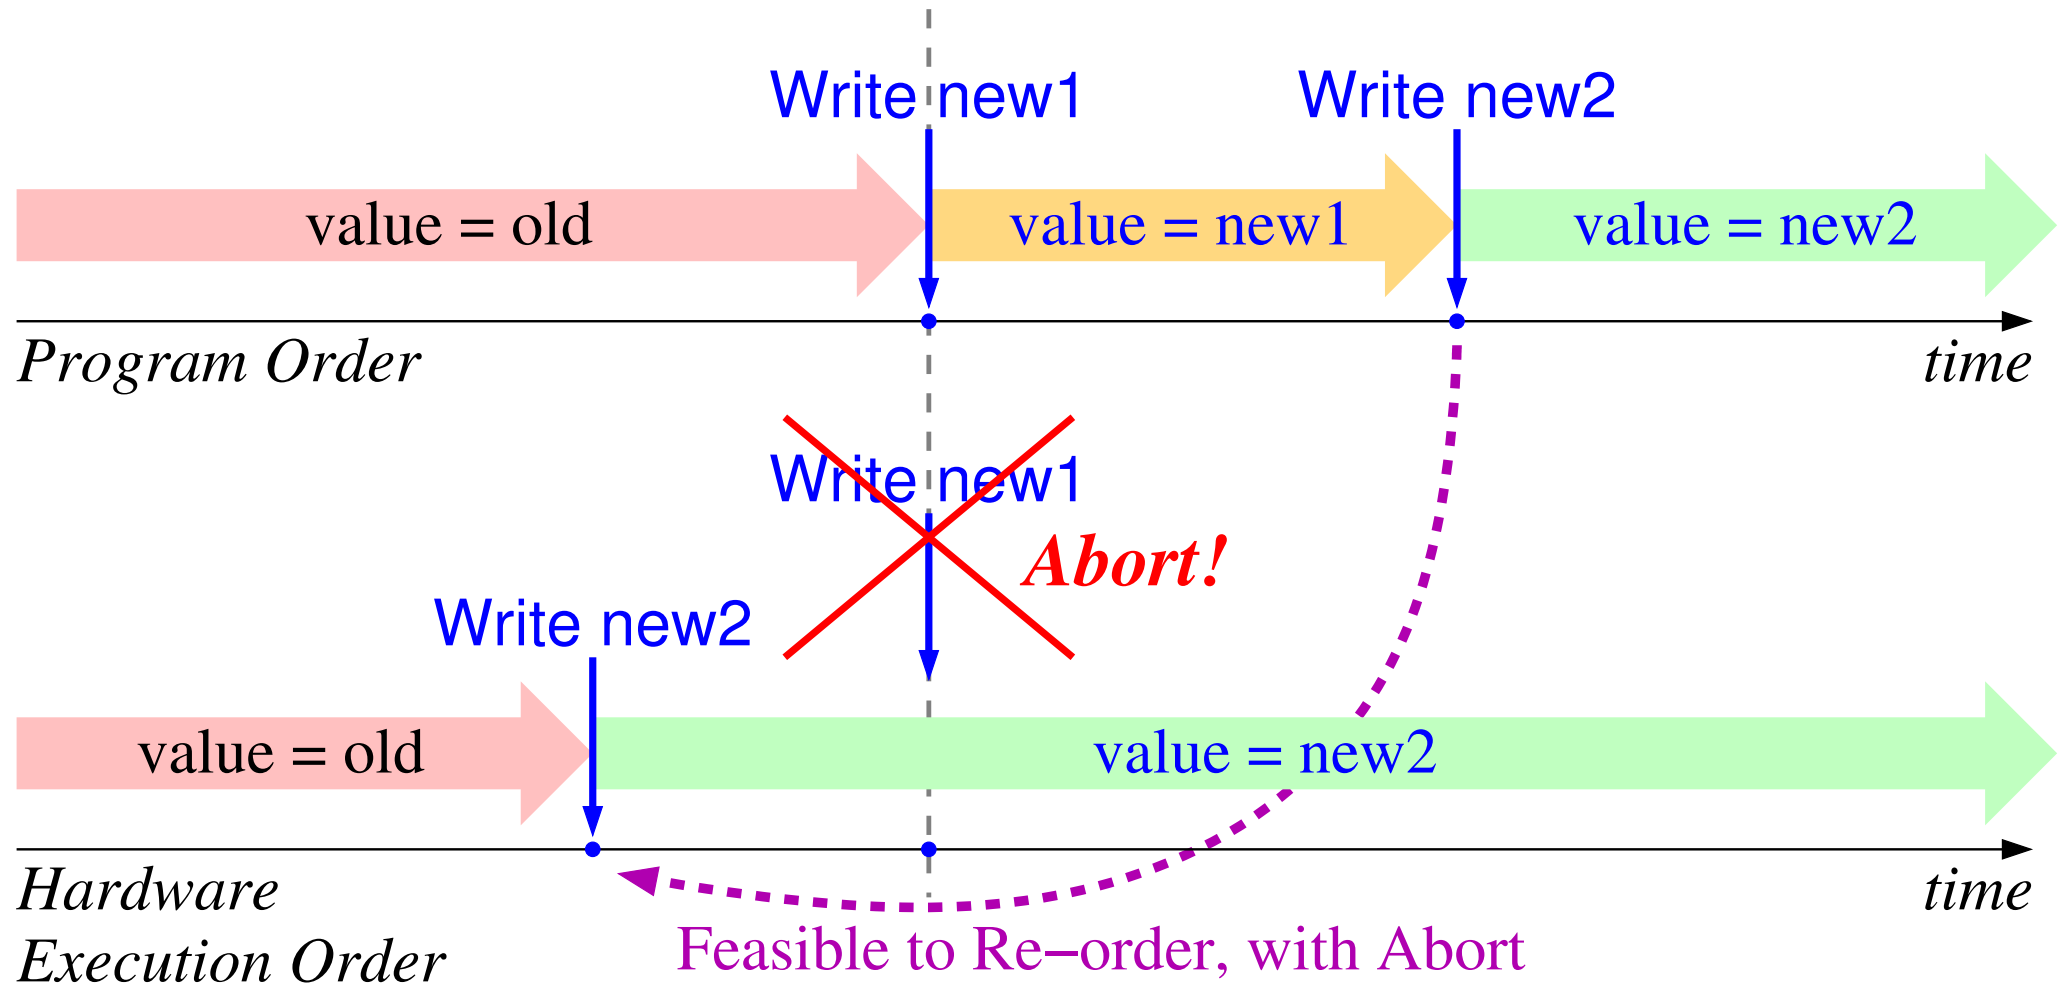 Write new1
Write new2
value = old
value = new1
value = new2
Program Order
time
Write new1
Abort!
Write new2
value = old
value = new2
Hardware
Execution Order
time
Feasible to Re−order, with Abort